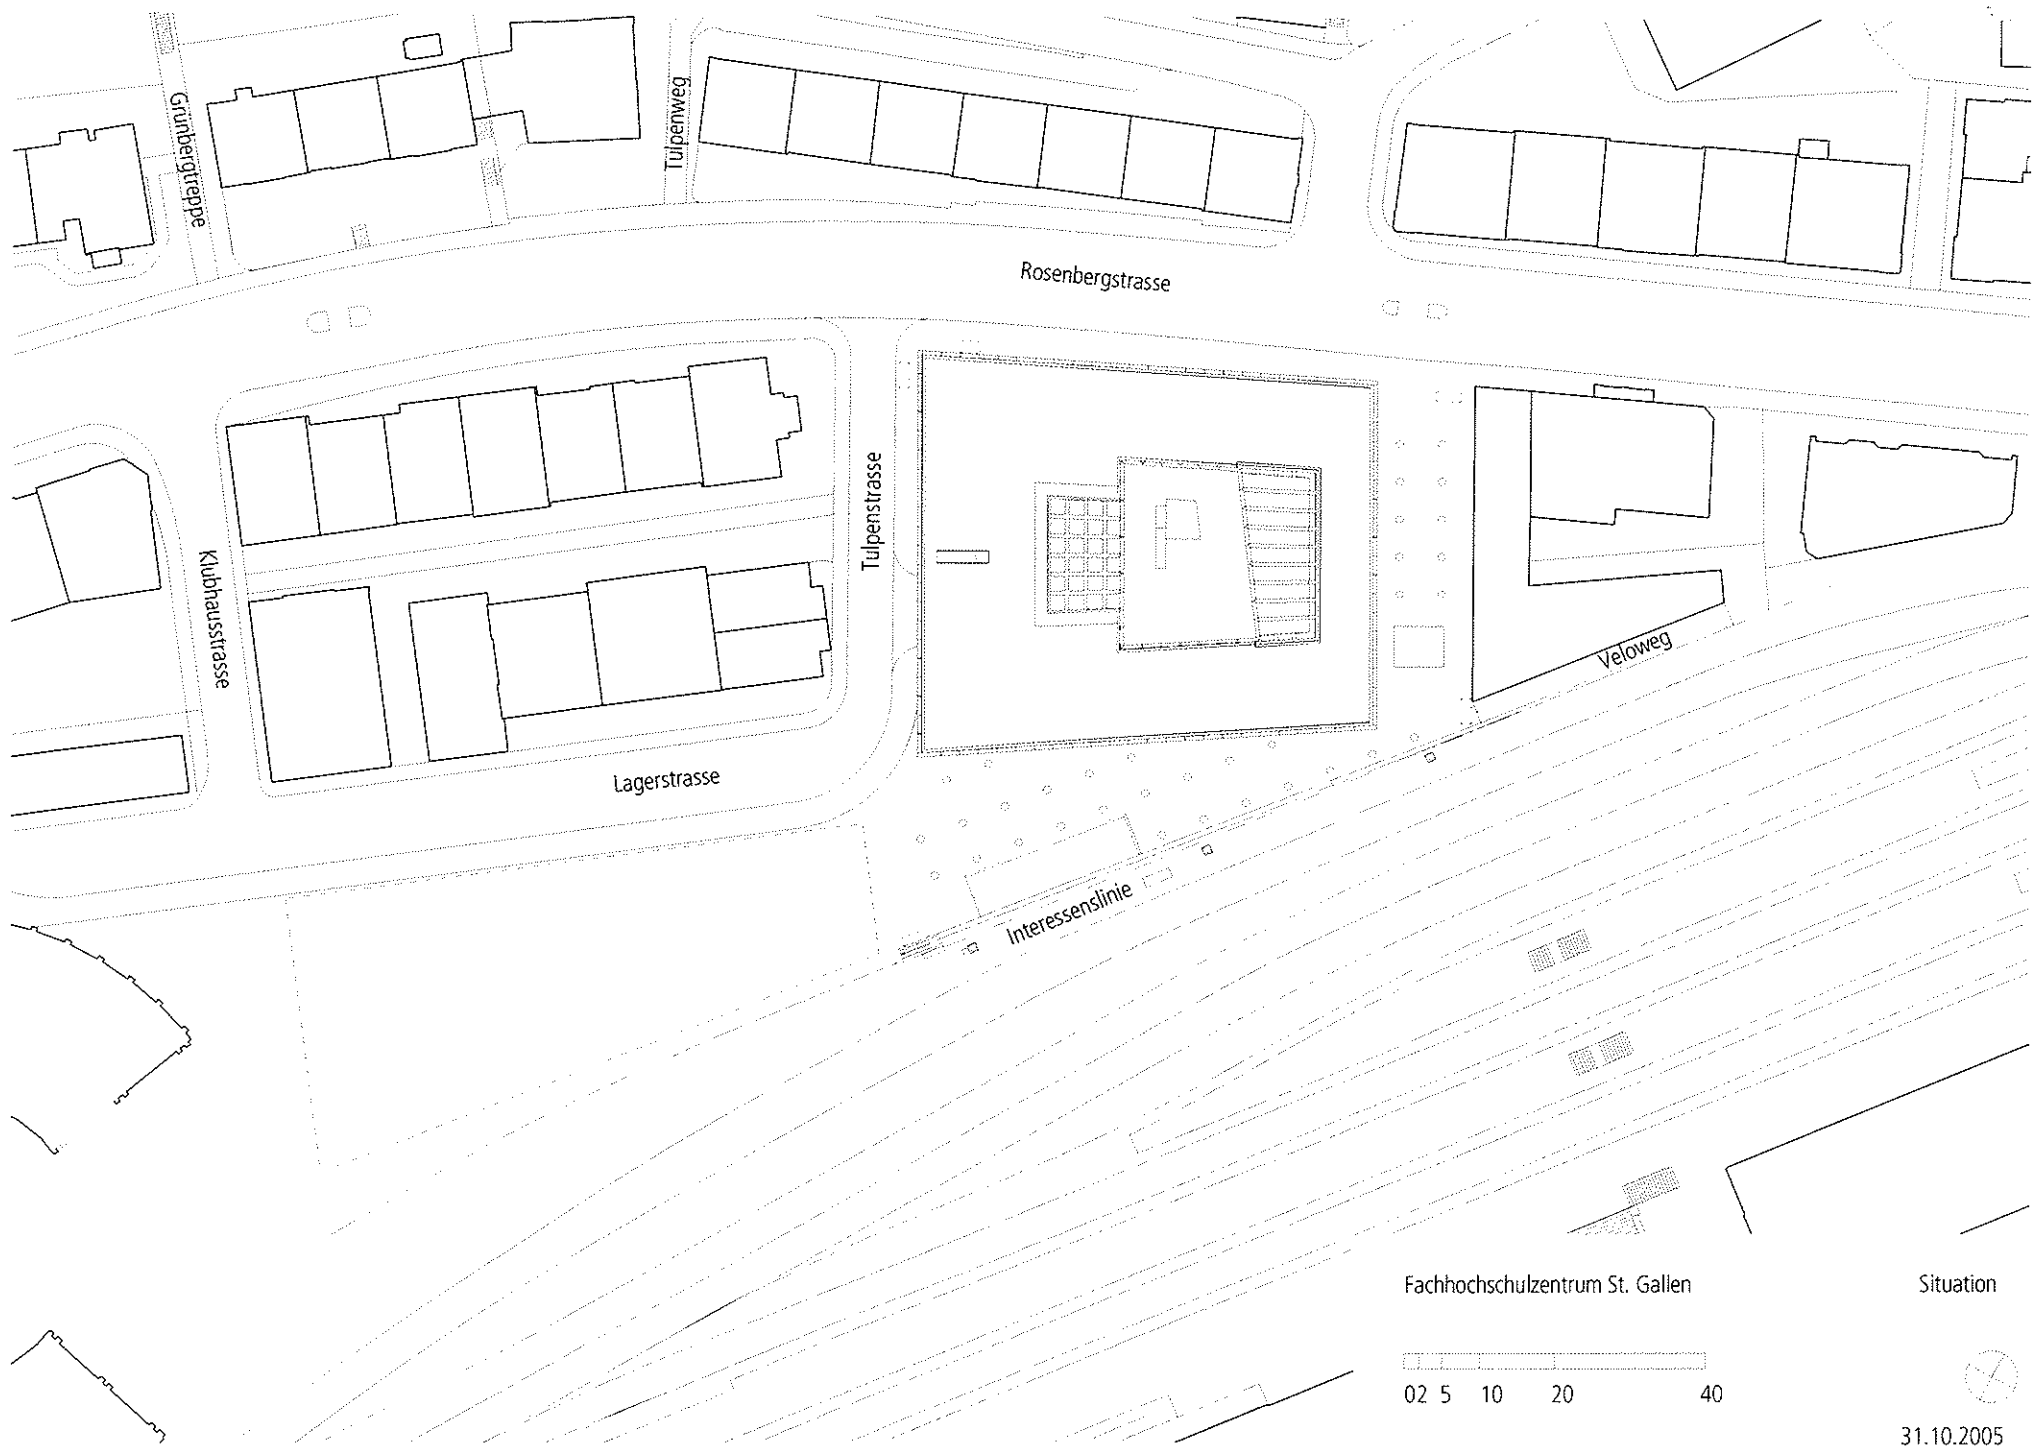 Grünbergtreppe
Tulpenweg
Rosenbergstrasse
Tulpenstrasse
Klubhausstrasse
Veloweg
Lagerstrasse
Interessenslinie
Fachhochschulzentrum St. Gallen
Situation
02 5 10 20 40
31.10.2005